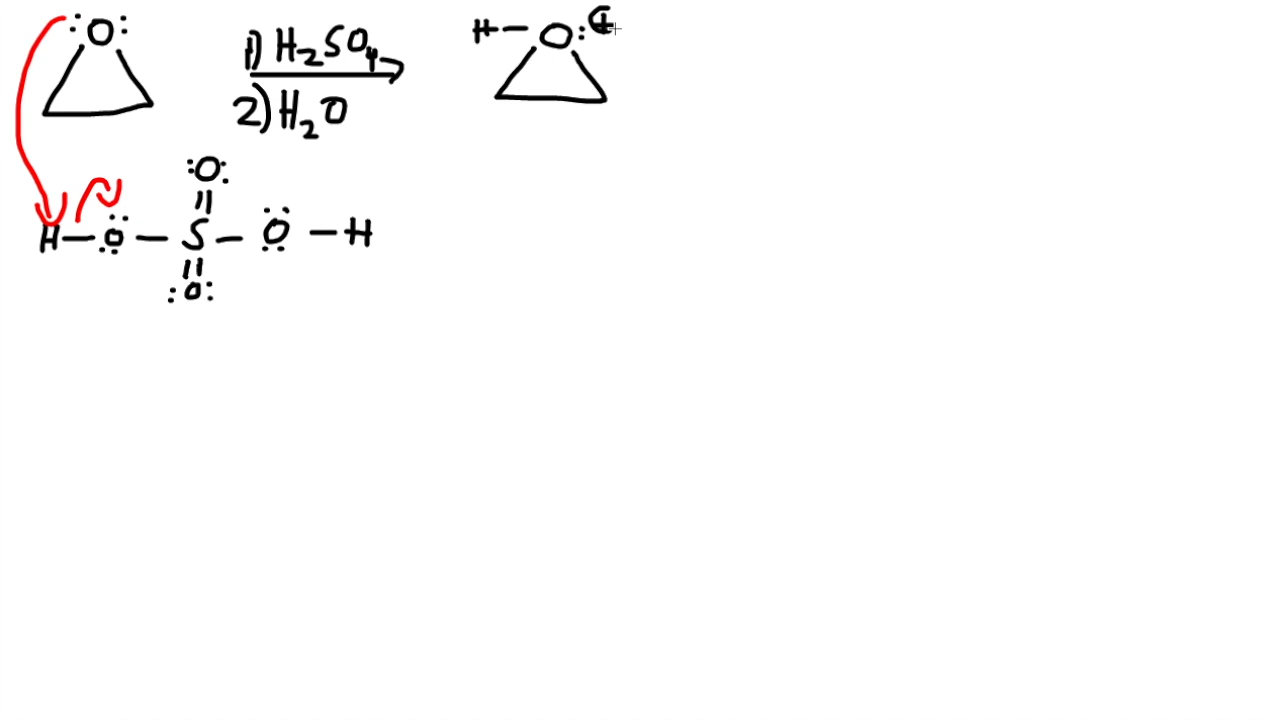 :O: 1) H2SO4 H-O: +
2) H2O
:O:
H-O-S-O-H
:O: